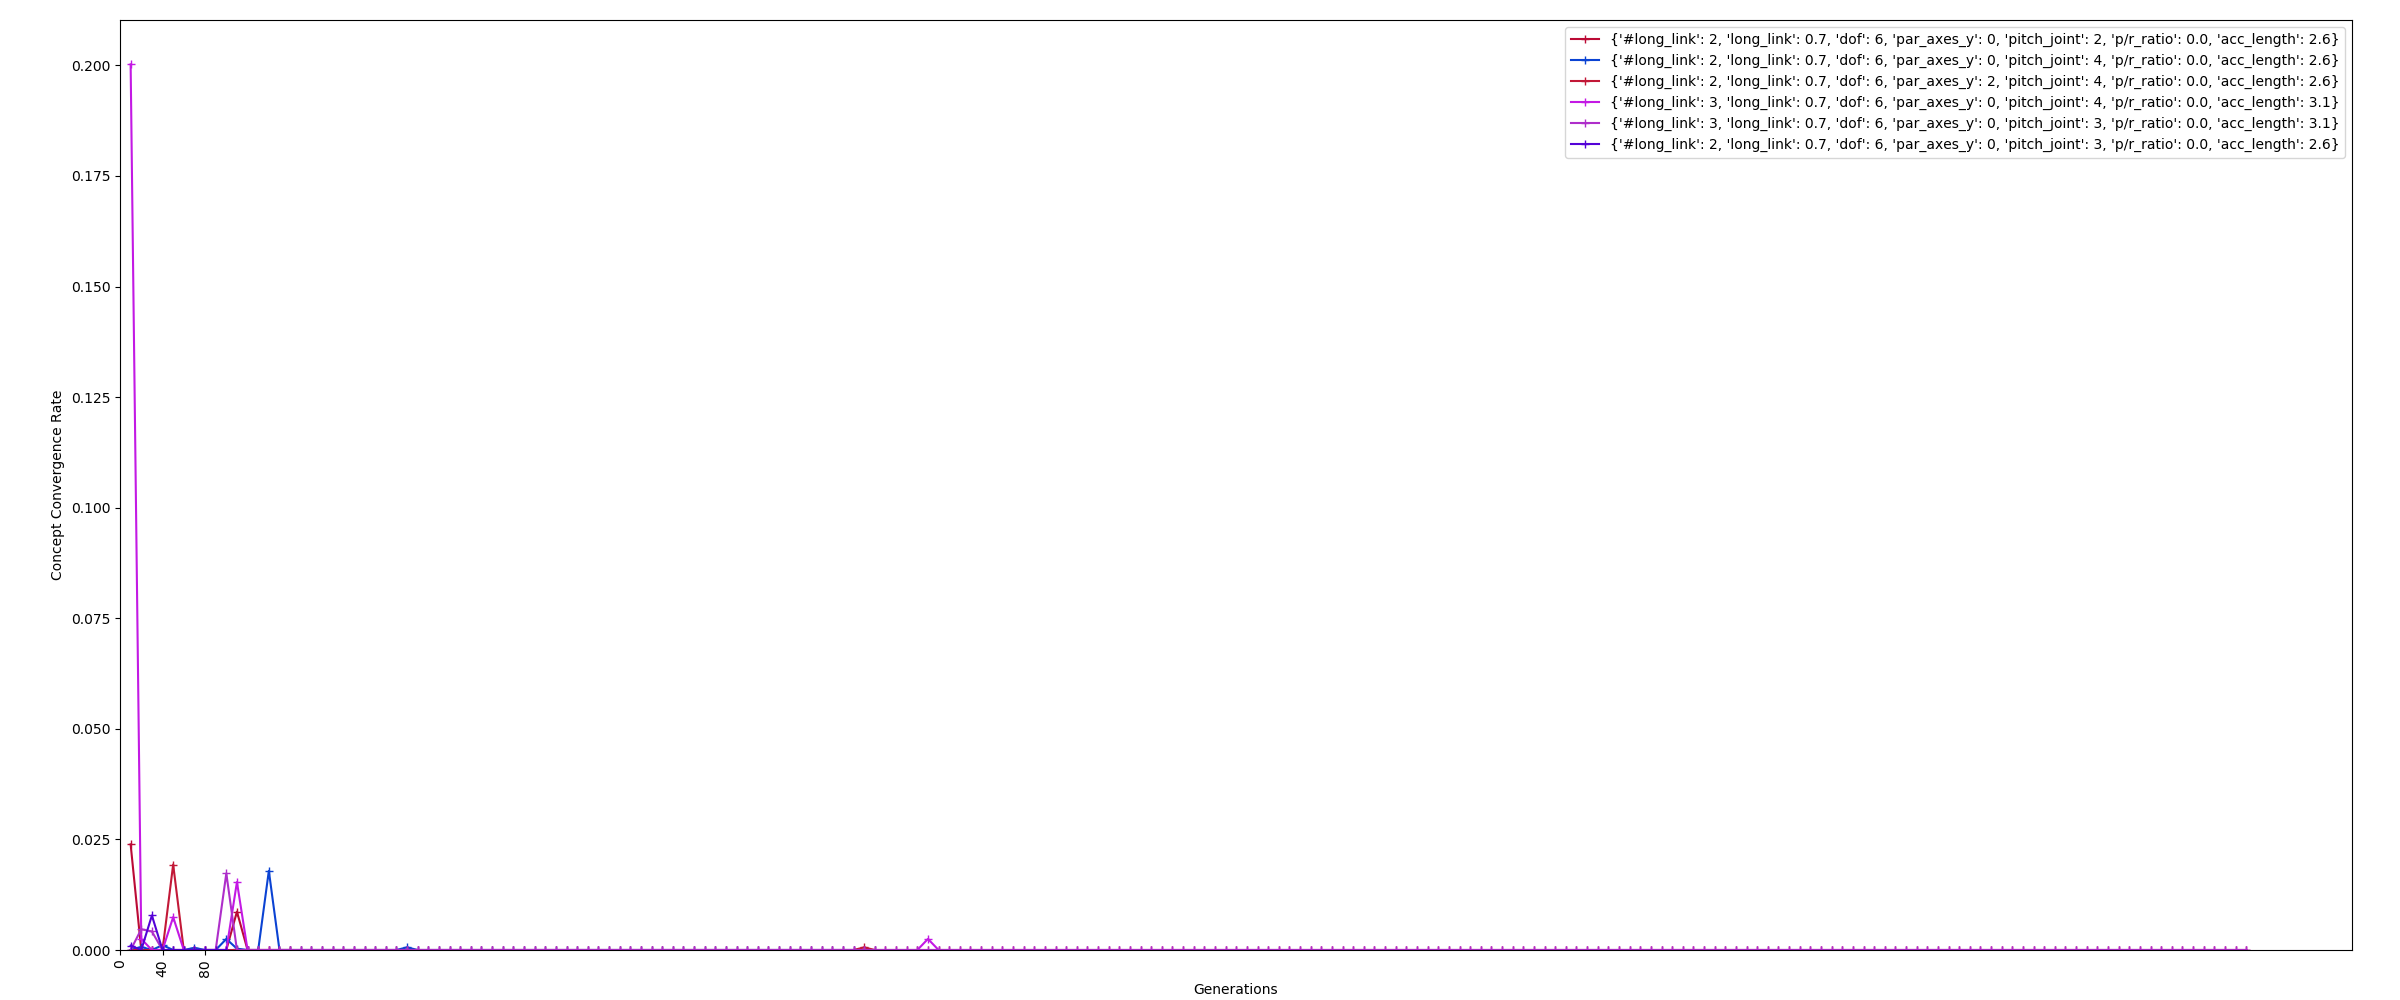 {'#long_link': 2, 'long_link': 0.7, 'dof': 6, 'par_axes_y': 0, 'pitch_joint': 2, 'p/r_ratio': 0.0, 'acc_length': 2.6}
{'#long_link': 2, 'long_link': 0.7, 'dof': 6, 'par_axes_y': 0, 'pitch_joint': 4, 'p/r_ratio': 0.0, 'acc_length': 2.6}
{'#long_link': 2, 'long_link': 0.7, 'dof': 6, 'par_axes_y': 2, 'pitch_joint': 4, 'p/r_ratio': 0.0, 'acc_length': 2.6}
{'#long_link': 3, 'long_link': 0.7, 'dof': 6, 'par_axes_y': 0, 'pitch_joint': 4, 'p/r_ratio': 0.0, 'acc_length': 3.1}
{'#long_link': 3, 'long_link': 0.7, 'dof': 6, 'par_axes_y': 0, 'pitch_joint': 3, 'p/r_ratio': 0.0, 'acc_length': 3.1}
{'#long_link': 2, 'long_link': 0.7, 'dof': 6, 'par_axes_y': 0, 'pitch_joint': 3, 'p/r_ratio': 0.0, 'acc_length': 2.6}
0.200
0.175
0.150
0.125
0.100
0.075
0.050
0.025
0.000
Concept Convergence Rate
0
40
80
Generations